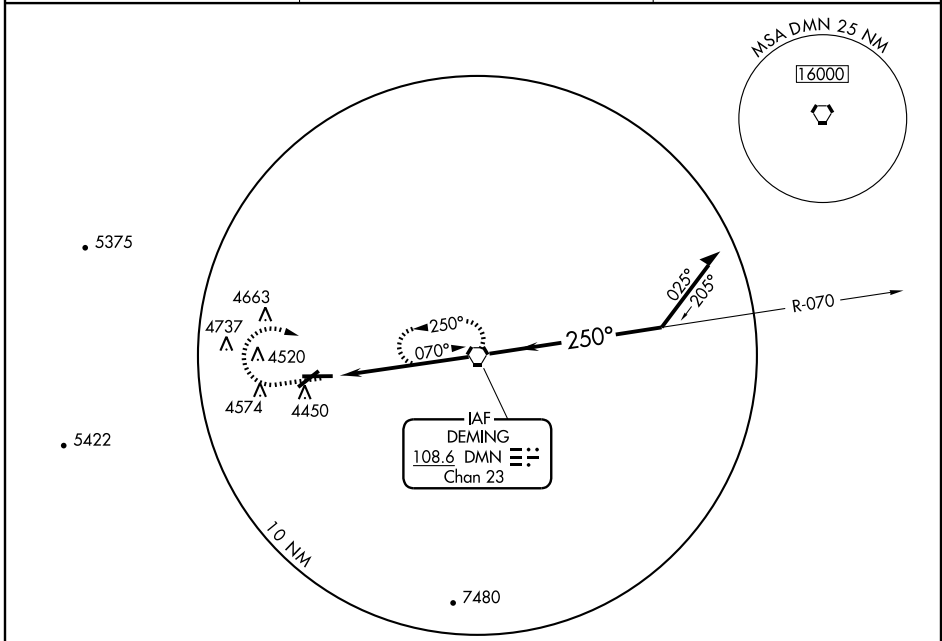 MSA DMN 25 NM
16000
5375
025°
205°
R-070
4663
4737
4520
250°
070°
250°
4574
4450
IAF
DEMING
108.6 DMN
Chan 23
5422
10 NM
7480